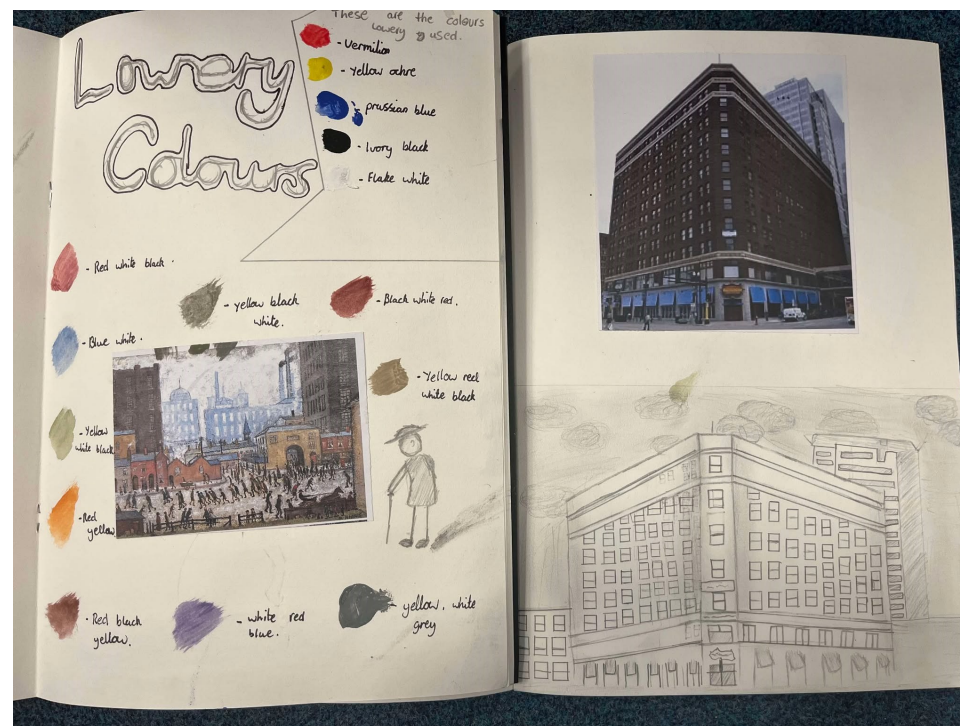 Lowery
Colours
These are the colours
Lowery used.
- Vermilion
- Yellow ochre
prussian blue
- Ivory black
- Flake white
- Red white black.
- yellow black
white.
- Black white red.
- Blue white.
- Yellow red
white black
- Yellow
white black
- Red
yellow
- Red black
yellow.
- white red
blue.
yellow, white
grey